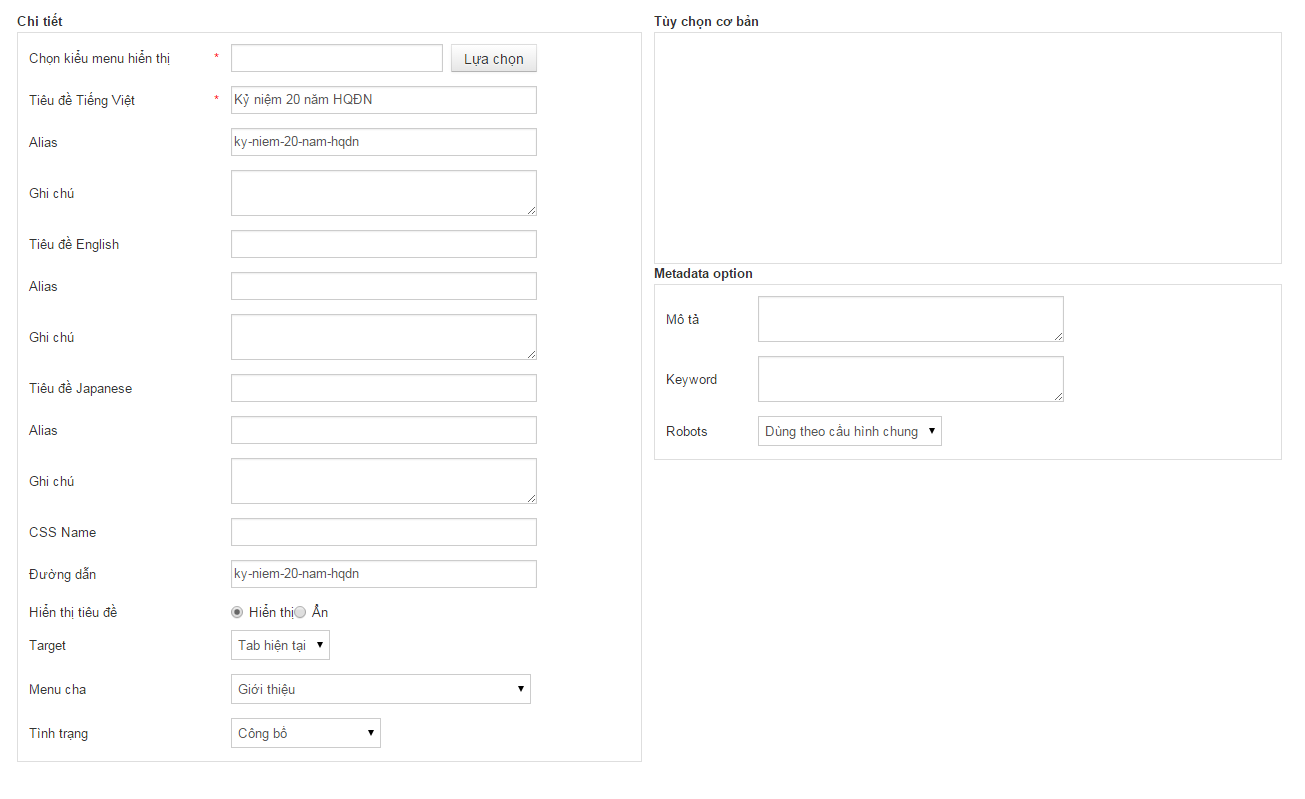 Chi tiết
Chọn kiểu menu hiển thị * Lựa chọn
Tiêu đề Tiếng Việt * Kỷ niệm 20 năm HQĐN
Alias ky-niem-20-nam-hqdn
Ghi chú
Tiêu đề English
Alias
Ghi chú
Tiêu đề Japanese
Alias
Ghi chú
CSS Name
Đường dẫn ky-niem-20-nam-hqdn
Hiển thị tiêu đề Hiển thị Ẩn
Target Tab hiện tại
Menu cha Giới thiệu
Tình trạng Công bố
Tùy chọn cơ bản
Metadata option
Mô tả
Keyword
Robots Dùng theo cấu hình chung